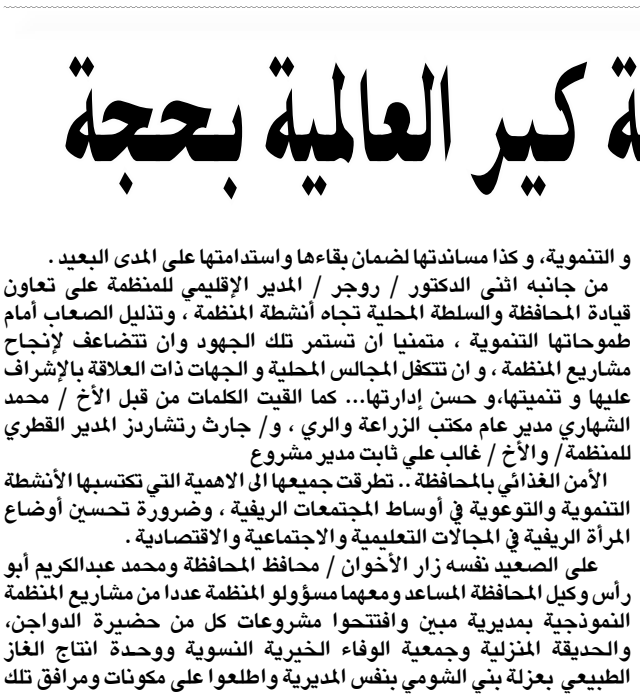 ة كير العالمية بحجة
و التنموية، و كذا مساندتها لضمان بقاءها واستدامتها على المدى البعيد .
من جانبه اثنى الدكتور / روجر / المدير الإقليمي للمنظمة على تعاون
قيادة المحافظة والسلطة المحلية تجاه أنشطة المنظمة ، وتذليل الصعاب أمام
طموحاتها التنموية ، متمنيا ان تستمر تلك الجهود وان تتضاعف لإنجاح
مشاريع المنظمة ، و ان تتكفل المجالس المحلية و الجهات ذات العلاقة بالإشراف
عليها و تنميتها،و حسن إدارتها... كما القيت الكلمات من قبل الأخ / محمد
الشهاري مدير عام مكتب الزراعة والري ، و/ جارث رتشاردز المدير القطري
للمنظمة/ والأخ / غالب علي ثابت مدير مشروع
الأمن الغذائي بالمحافظة .. تطرقت جميعها الى الاهمية التي تكتسبها الأنشطة
التنموية والتوعوية في أوساط المجتمعات الريفية ، وضرورة تحسين أوضاع
المرأة الريفية في المجالات التعليمية والاجتماعية والاقتصادية .
على الصعيد نفسه زار الأخوان / محافظ المحافظة ومحمد عبدالكريم أبو
رأس وكيل المحافظة المساعد ومعهما مسؤولو المنظمة عددا من مشاريع المنظمة
النموذجية بمديرية مبين وافتتحوا مشروعات كل من حضيرة الدواجن،
والحديقة المنزلية وجمعية الوفاء الخيرية النسوية ووحدة انتاج الغاز
الطبيعي بعزلة بني الشومي بنفس المديرية واطلعوا على مكونات ومرافق تلك